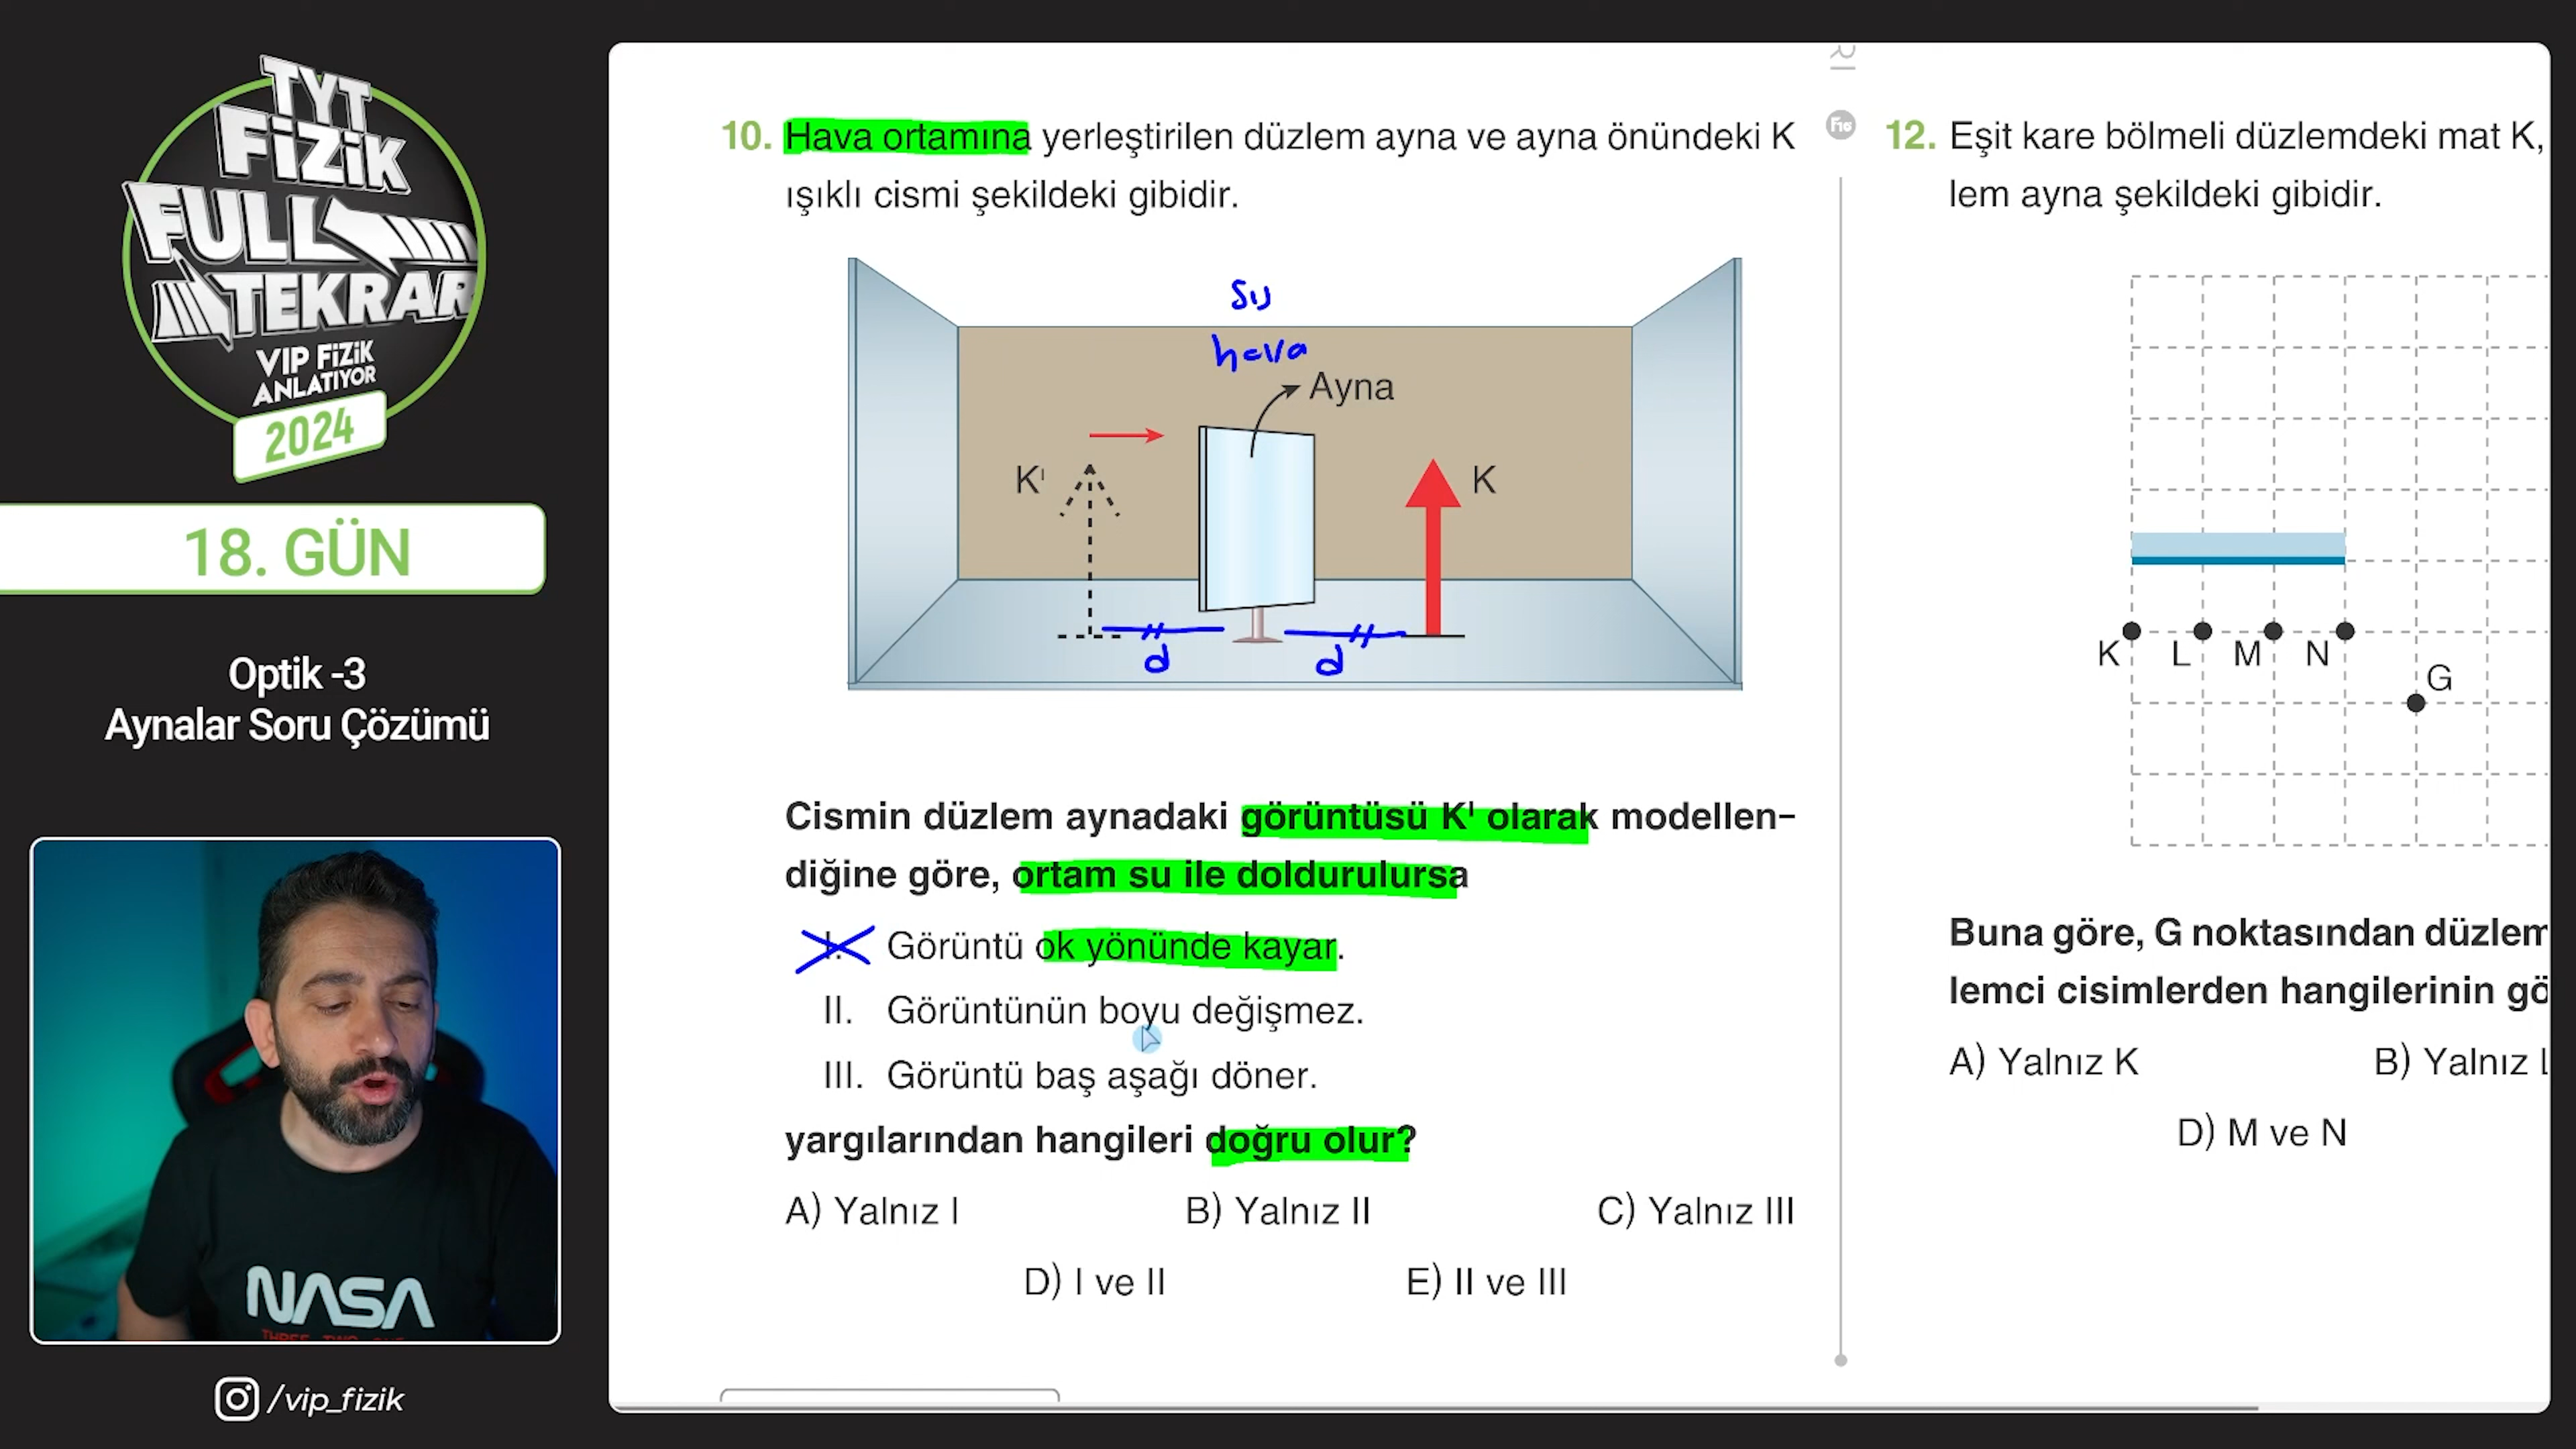 TYT
FİZİK
FULL
TEKRAR
VIP FİZİK
ANLATIYOR
2024
18. GÜN
Optik -3
Aynalar Soru Çözümü
NASA
/vip_fizik
10. Hava ortamına yerleştirilen düzlem ayna ve ayna önündeki K
ışıklı cismi şekildeki gibidir.
su
hava
Ayna
K'
K
d
d
Cismin düzlem aynadaki görüntüsü K' olarak modellen-
diğine göre, ortam su ile doldurulursa
I. Görüntü ok yönünde kayar.
II. Görüntünün boyu değişmez.
III. Görüntü baş aşağı döner.
yargılarından hangileri doğru olur?
A) Yalnız I B) Yalnız II C) Yalnız III
D) I ve II E) II ve III
12. Eşit kare bölmeli düzlemdeki mat K,
lem ayna şekildeki gibidir.
K L M N
G
Buna göre, G noktasından düzlem
lemci cisimlerden hangilerinin gö
A) Yalnız K B) Yalnız L
D) M ve N